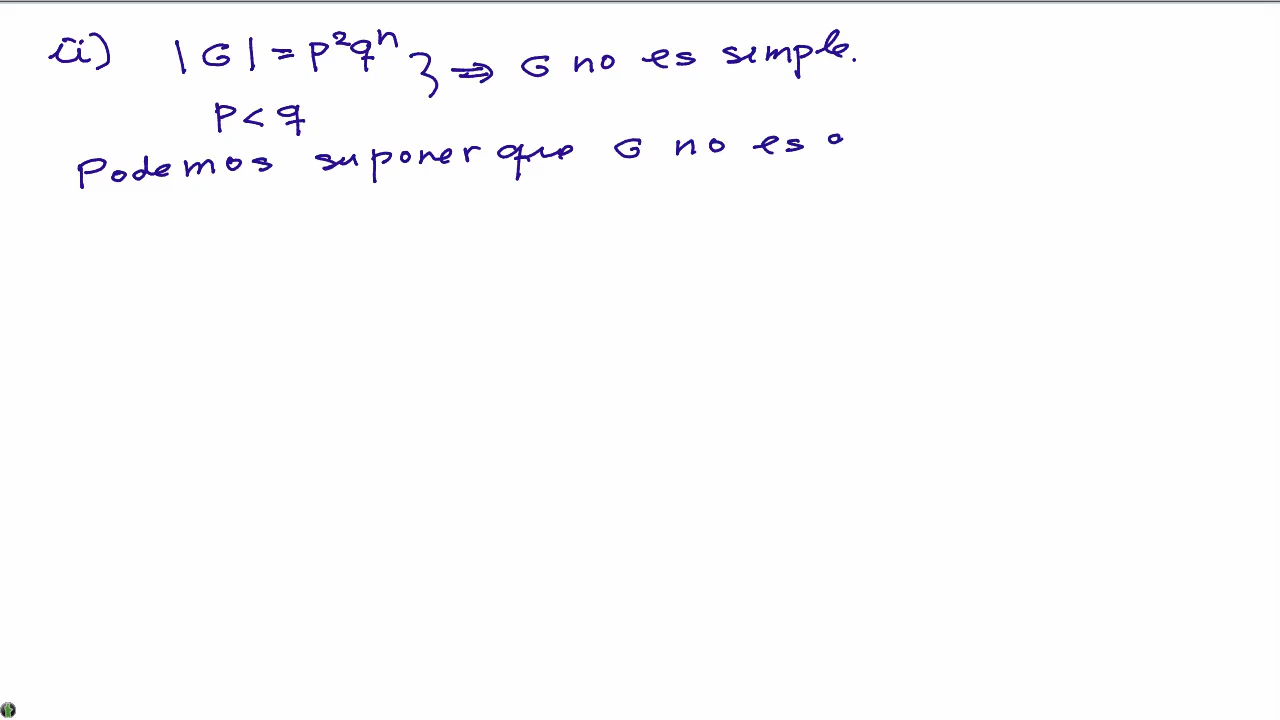 ii) |G| = p²qⁿ } ⇒ G no es simple.
p < q
Podemos suponer que G no es